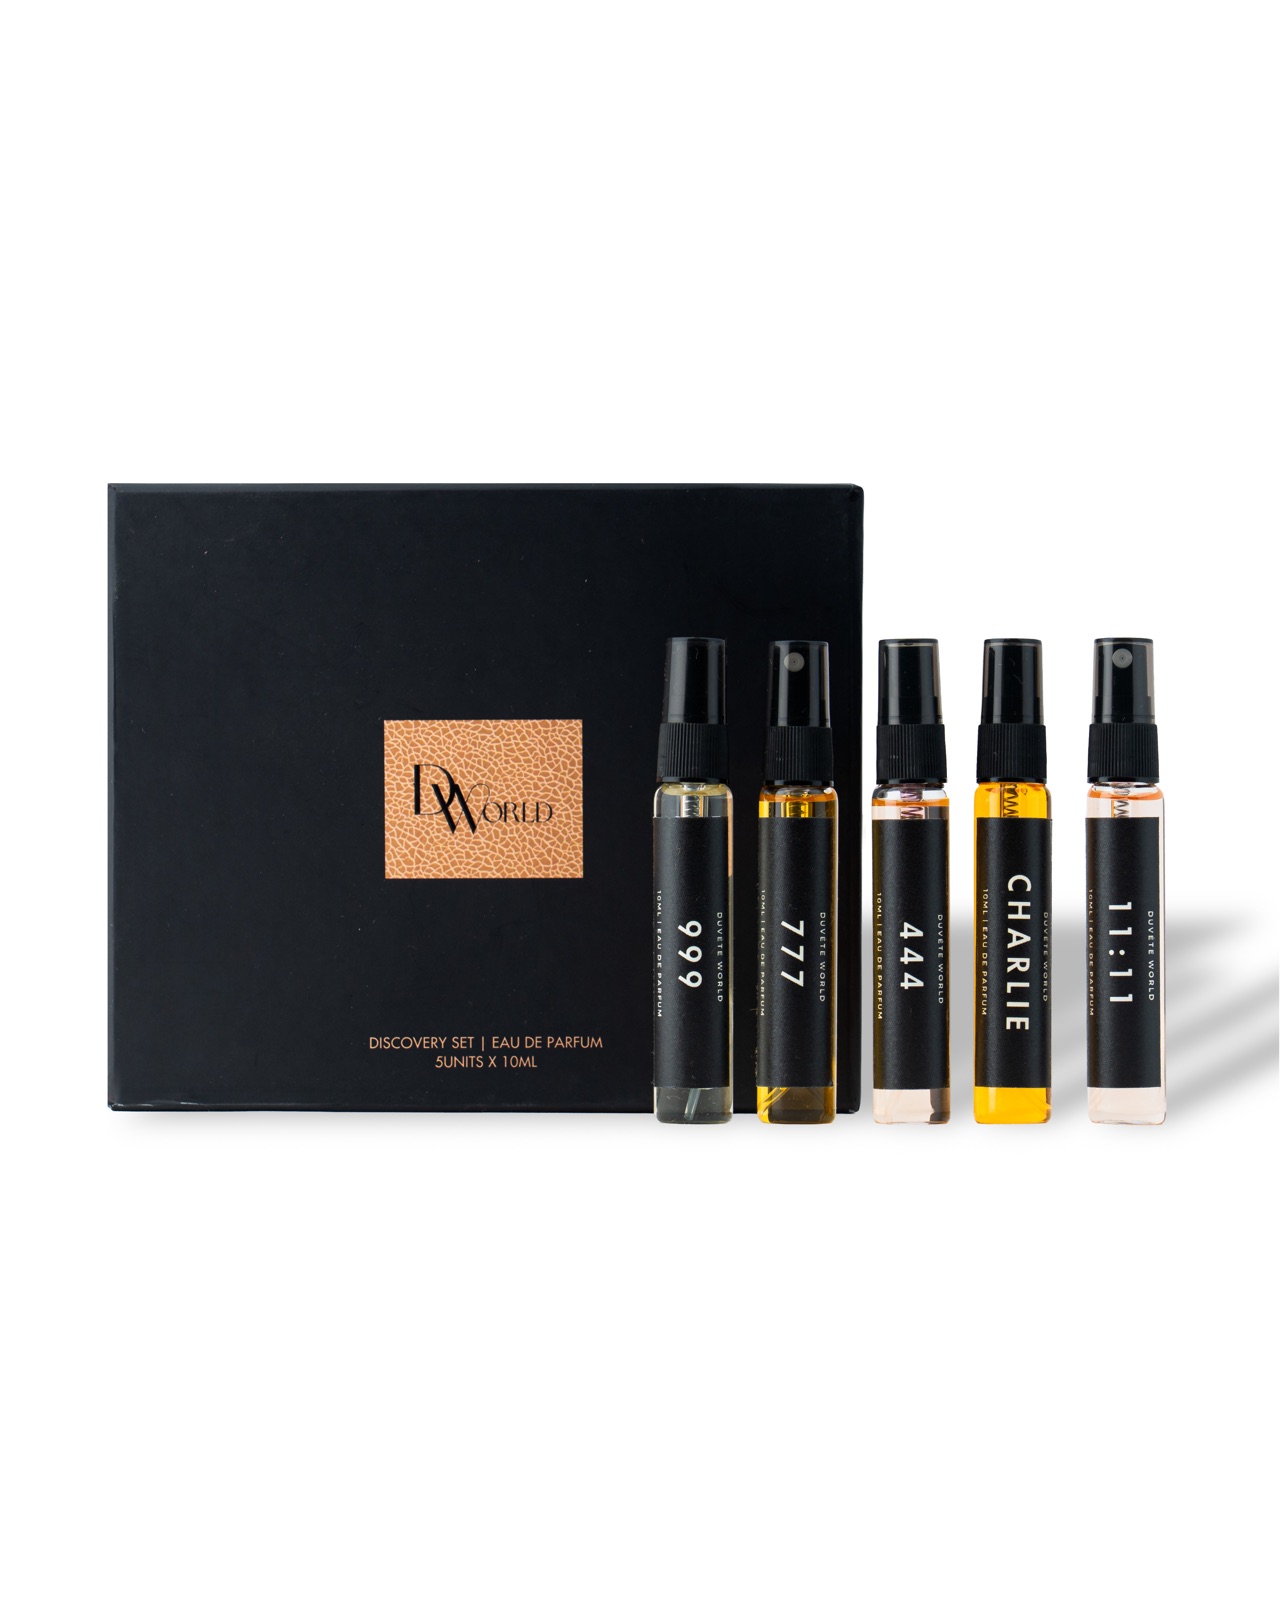 DWORLD
DISCOVERY SET | EAU DE PARFUM
5UNITS X 10ML
DUVETE WORLD
999
10ML | EAU DE PARFUM
DUVETE WORLD
777
10ML | EAU DE PARFUM
DUVETE WORLD
444
10ML | EAU DE PARFUM
DUVETE WORLD
CHARLIE
10ML | EAU DE PARFUM
DUVETE WORLD
11:11
10ML | EAU DE PARFUM